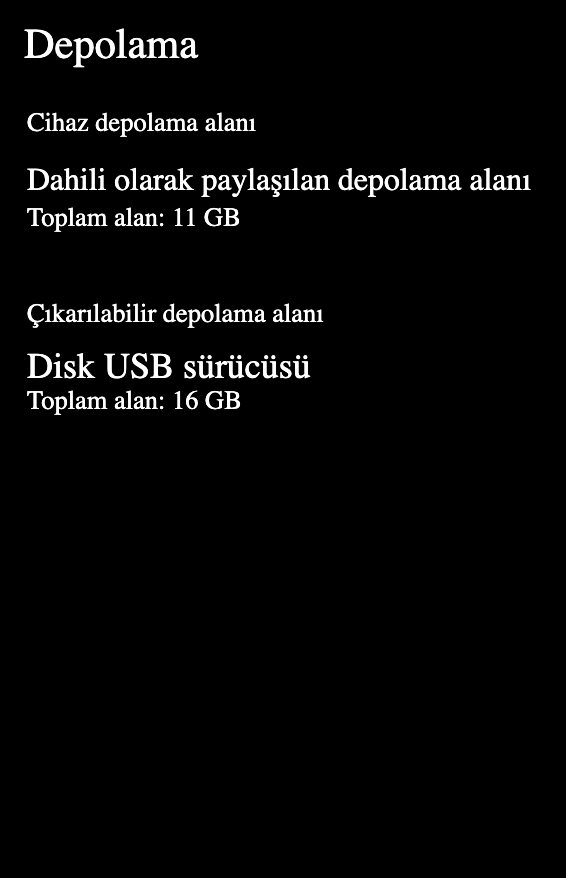 Depolama
Cihaz depolama alanı
Dahili olarak paylaşılan depolama alanı
Toplam alan: 11 GB
Çıkarılabilir depolama alanı
Disk USB sürücüsü
Toplam alan: 16 GB